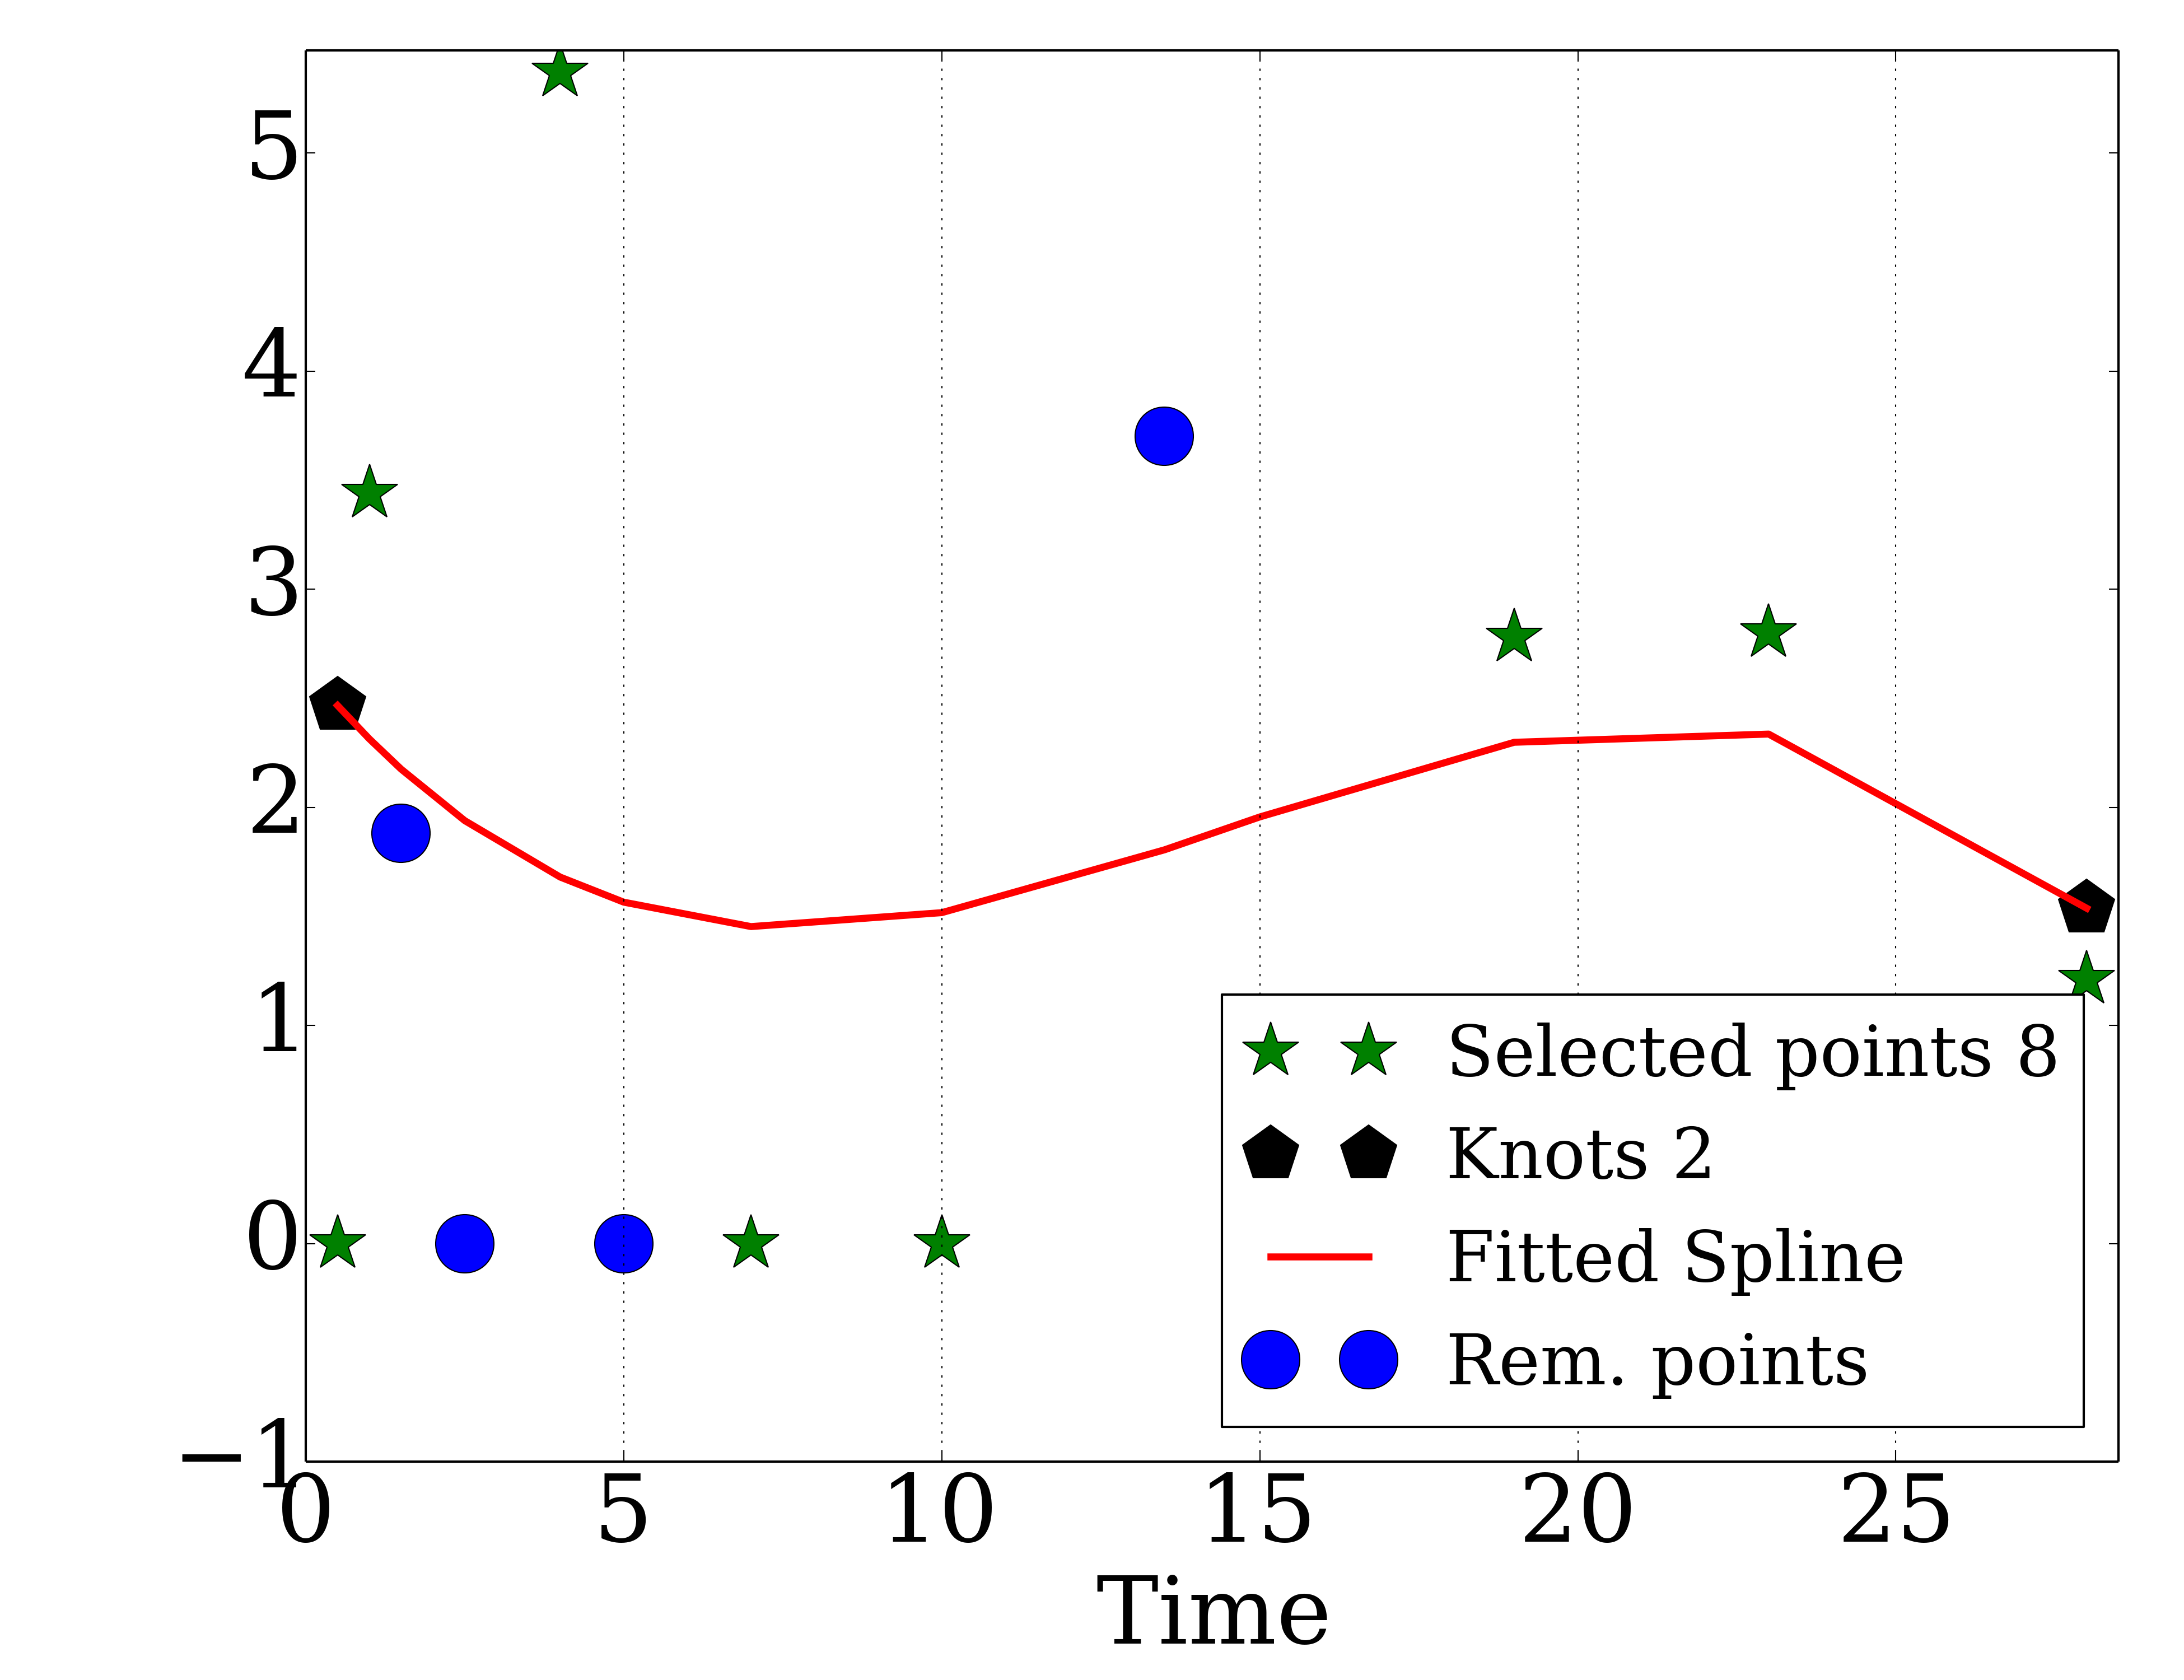 5
4
3
2
1
0
−1
Selected points 8
Knots 2
Fitted Spline
Rem. points
0 5 10 15 20 25
Time